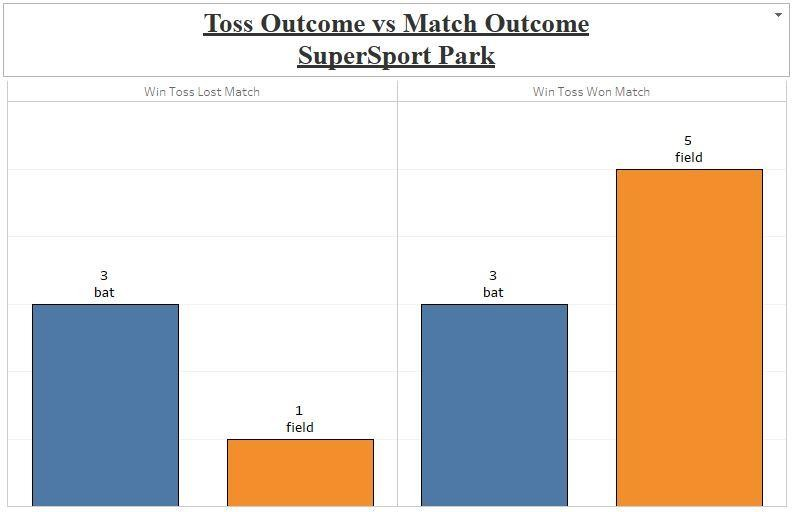 Toss Outcome vs Match Outcome
SuperSport Park
Win Toss Lost Match
Win Toss Won Match
3
bat
1
field
3
bat
5
field